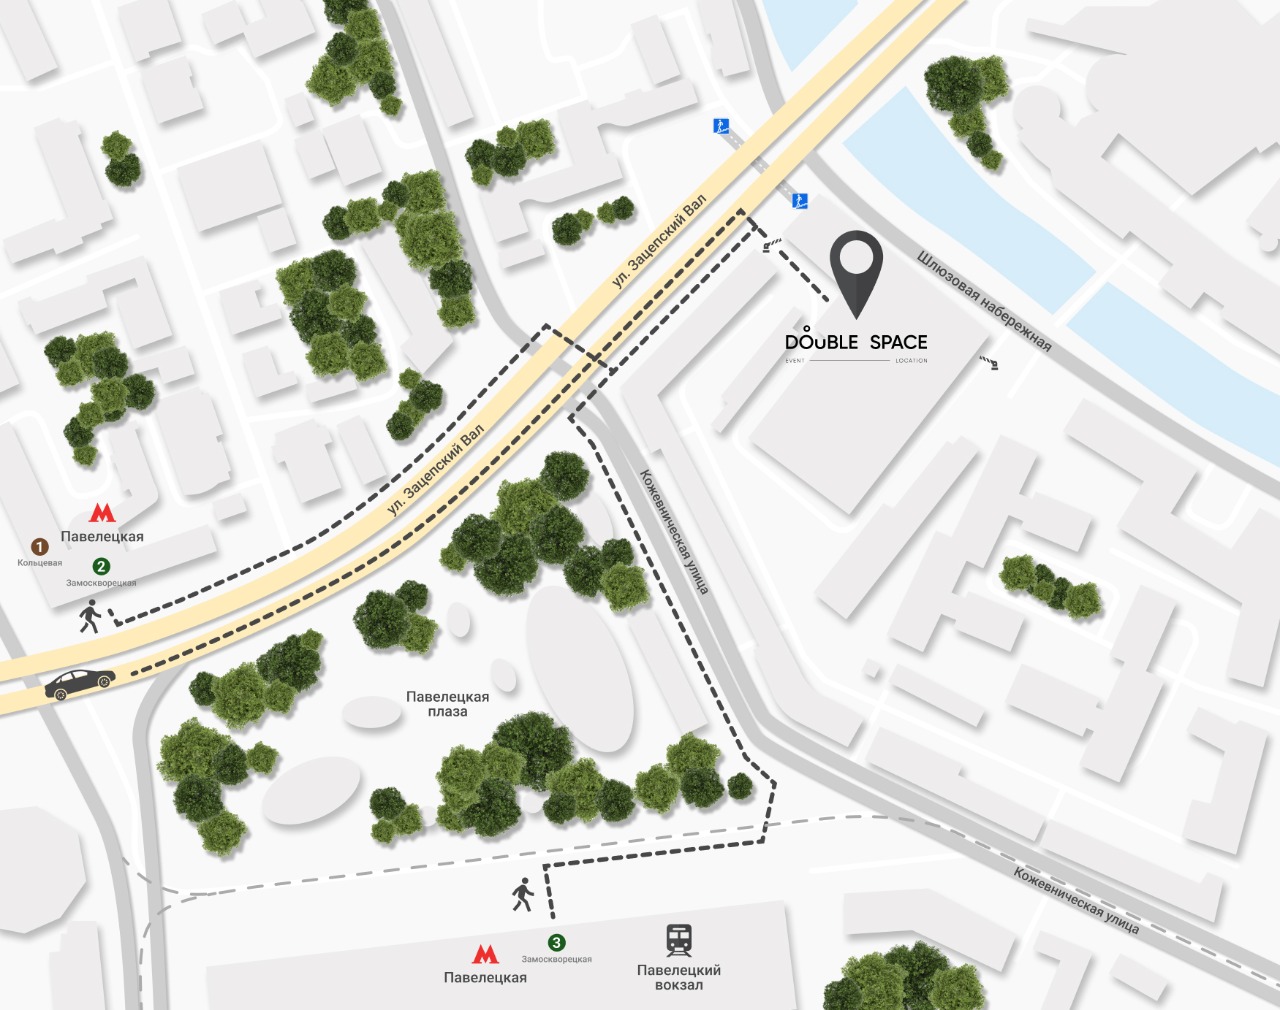 ул. Зацепский Вал
Шлюзовая набережная
DOUBLE SPACE
EVENT LOCATION
ул. Зацепский Вал
Кожевническая улица
Павелецкая
1
Кольцевая
2
Замоскворецкая
Павелецкая
плаза
Кожевническая улица
3
Замоскворецкая
Павелецкая
Павелецкий
вокзал